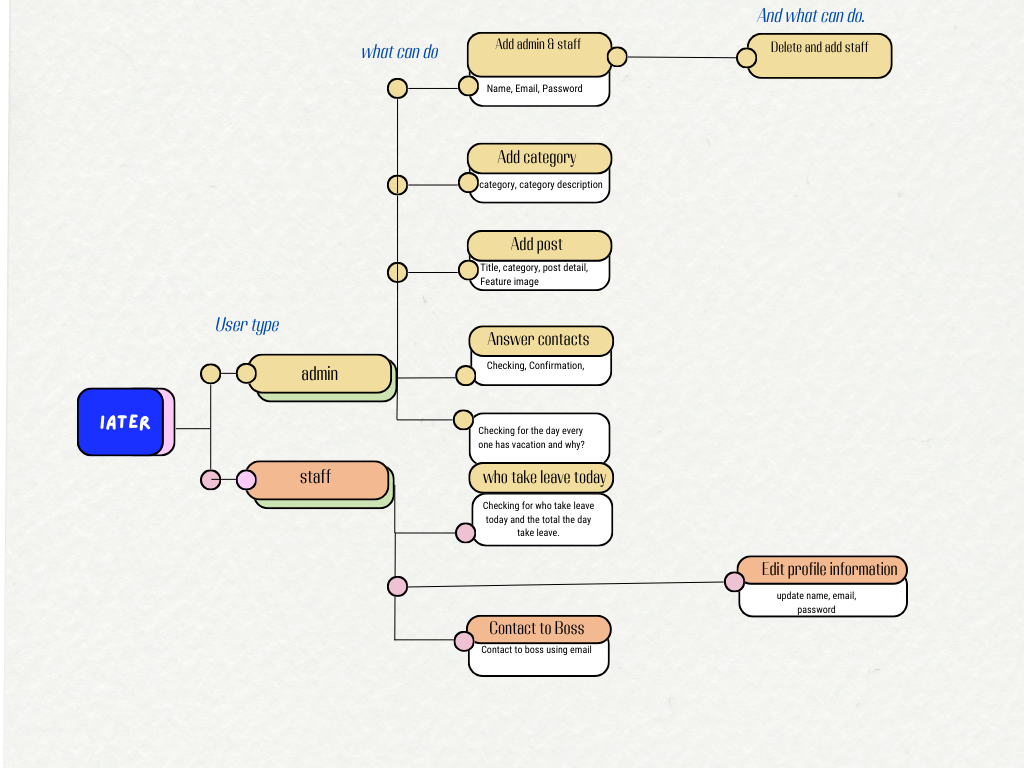 And what can do.
what can do
Add admin & staff
Name, Email, Password
Delete and add staff
Add category
category, category description
Add post
Title, category, post detail,
Feature image
User type
Answer contacts
Checking, Confirmation,
admin
IATER
Checking for the day every
one has vacation and why?
staff
who take leave today
Checking for who take leave
today and the total the day
take leave.
Edit profile information
update name, email,
password
Contact to Boss
Contact to boss using email